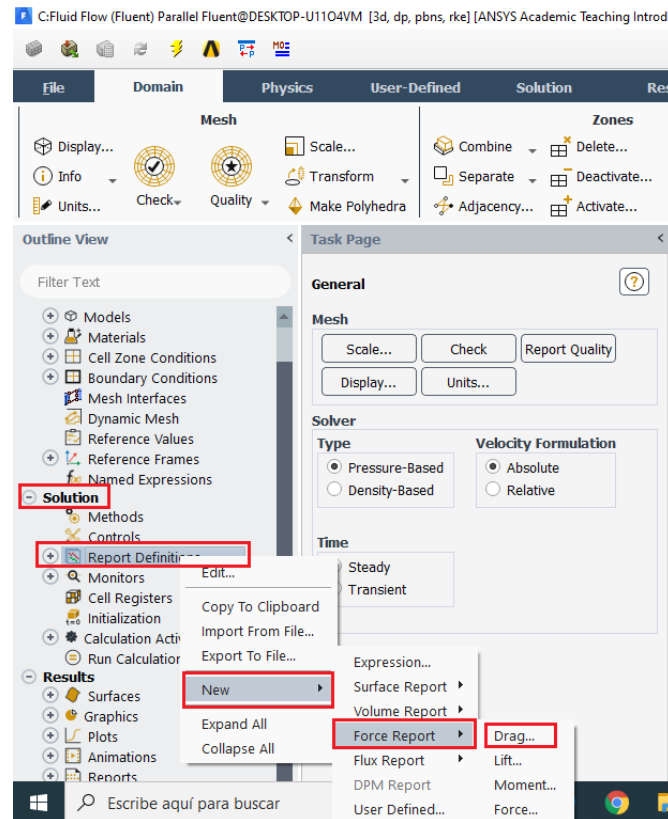 C:Fluid Flow (Fluent) Parallel Fluent@DESKTOP-U11O4VM [3d, dp, pbns, rke] [ANSYS Academic Teaching Introd
File Domain Physics User-Defined Solution Res
Mesh Zones
Display... Scale... Combine Delete...
Info Transform Separate Deactivate...
Units... Check Quality Make Polyhedra Adjacency... Activate...
Outline View < Task Page <
Filter Text
General ?
Models
Materials
Cell Zone Conditions
Boundary Conditions
Mesh Interfaces
Dynamic Mesh
Reference Values
Reference Frames
Named Expressions
Solution
Methods
Controls
Report Definitions
Monitors
Cell Registers
Initialization
Calculation Activ
Run Calculation
Results
Surfaces
Graphics
Plots
Animations
Reports
Mesh
Scale... Check Report Quality
Display... Units...
Solver
Type Velocity Formulation
Pressure-Based Absolute
Density-Based Relative
Time
Steady
Transient
Edit...
Copy To Clipboard
Import From File...
Export To File...
New
Expand All
Collapse All
Expression...
Surface Report
Volume Report
Force Report
Flux Report
DPM Report
User Defined...
Drag...
Lift...
Moment...
Force...
Escribe aquí para buscar